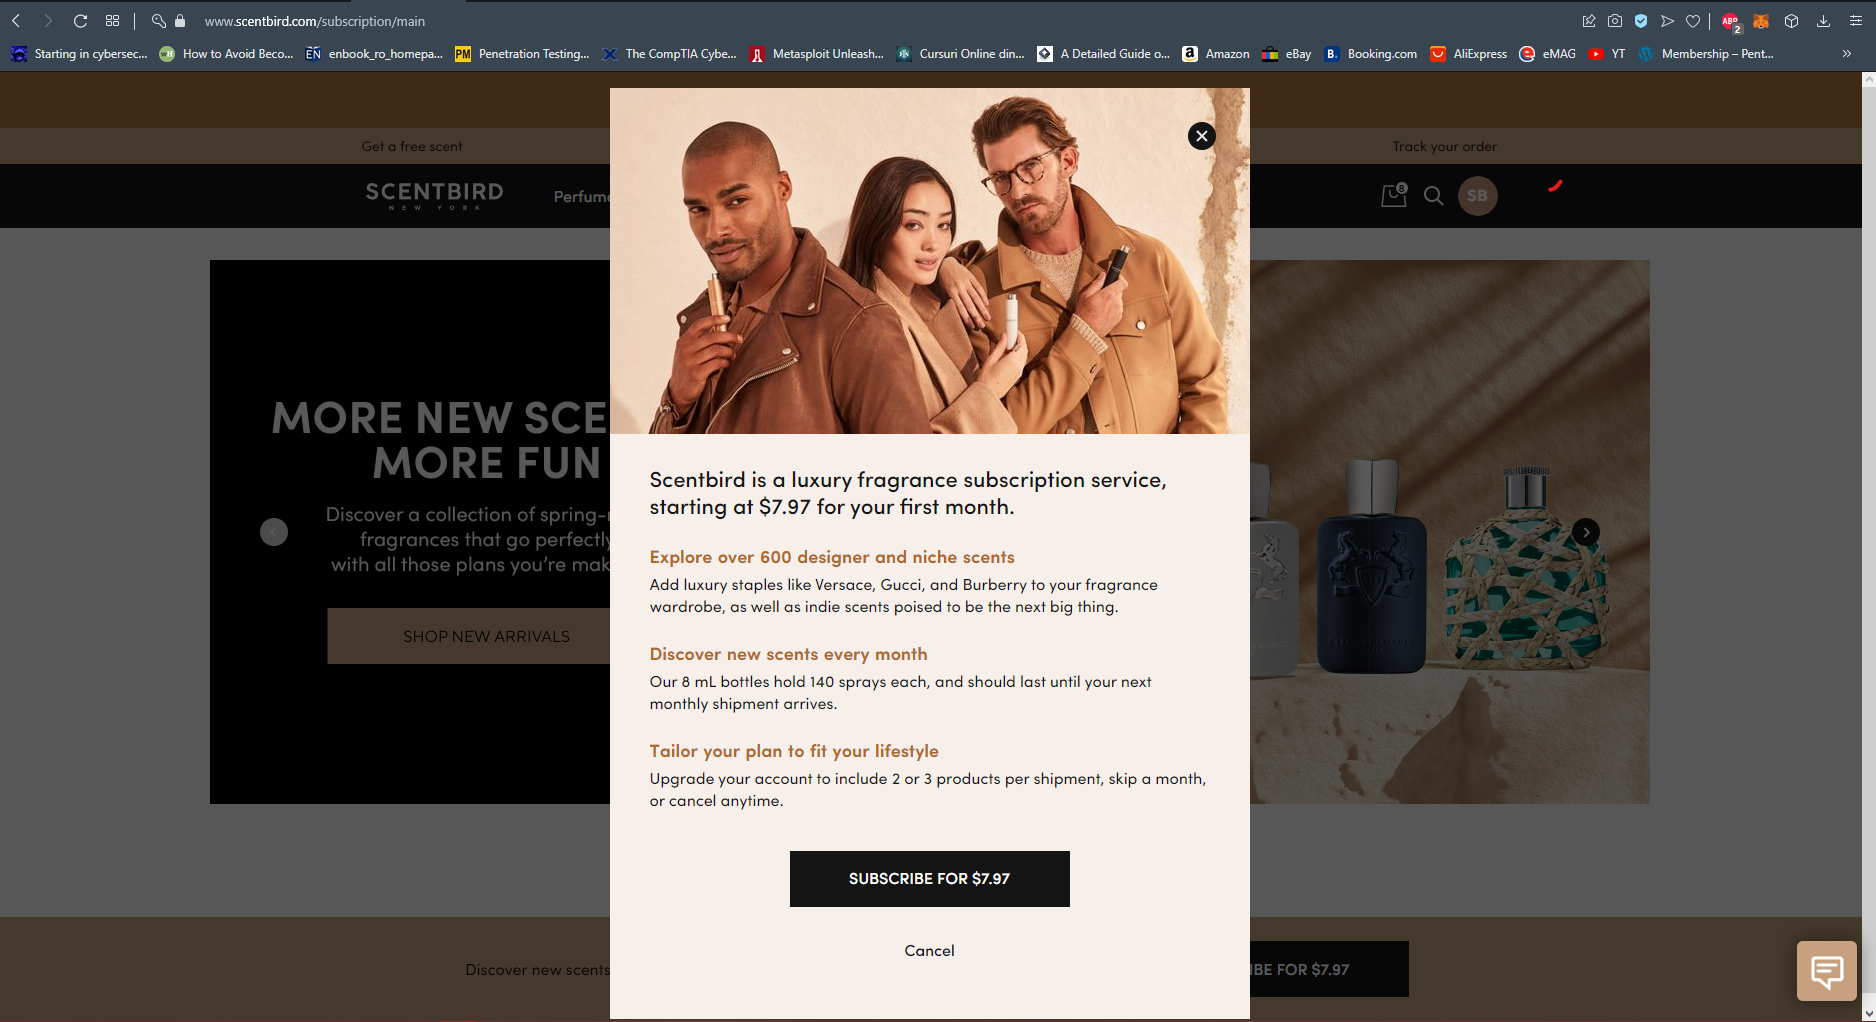 www.scentbird.com/subscription/main
2
Starting in cybersec...
How to Avoid Beco...
EN
enbook_ro_homepa...
PM
Penetration Testing...
The CompTIA Cybe...
Metasploit Unleash...
Cursuri Online din...
A Detailed Guide o...
a
Amazon
eBay
B.
Booking.com
AliExpress
eMAG
YT
Membership – Pent...
Get a free scent
Track your order
SCENTBIRD
NEW YORK
Perfume
8
SB
MORE NEW SCE
MORE FUN
Discover a collection of spring-r
fragrances that go perfectly
with all those plans you're mak
SHOP NEW ARRIVALS
Scentbird is a luxury fragrance subscription service,
starting at $7.97 for your first month.
Explore over 600 designer and niche scents
Add luxury staples like Versace, Gucci, and Burberry to your fragrance
wardrobe, as well as indie scents poised to be the next big thing.
Discover new scents every month
Our 8 mL bottles hold 140 sprays each, and should last until your next
monthly shipment arrives.
Tailor your plan to fit your lifestyle
Upgrade your account to include 2 or 3 products per shipment, skip a month,
or cancel anytime.
SUBSCRIBE FOR $7.97
Cancel
Discover new scents
IBE FOR $7.97